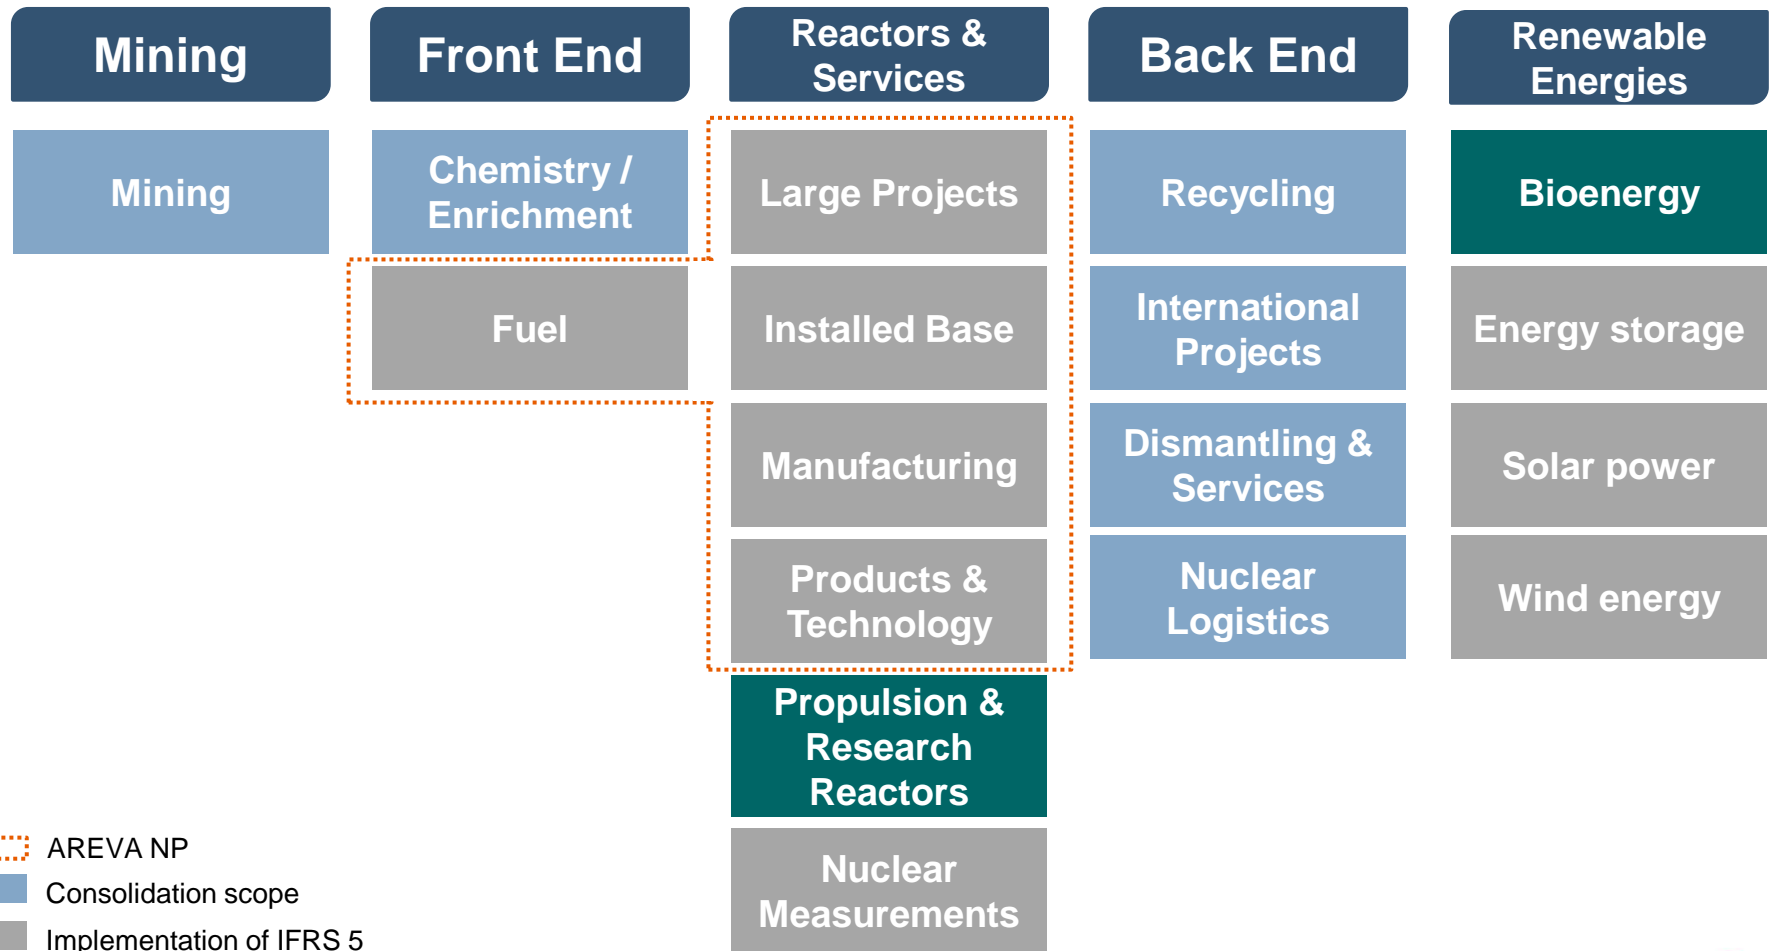 Mining
Front End
Reactors &
Services
Back End
Renewable
Energies
Mining
Chemistry /
Enrichment
Fuel
Large Projects
Installed Base
Manufacturing
Products &
Technology
Propulsion &
Research
Reactors
Nuclear
Measurements
Recycling
International
Projects
Dismantling &
Services
Nuclear
Logistics
Bioenergy
Energy storage
Solar power
Wind energy
AREVA NP
Consolidation scope
Implementation of IFRS 5